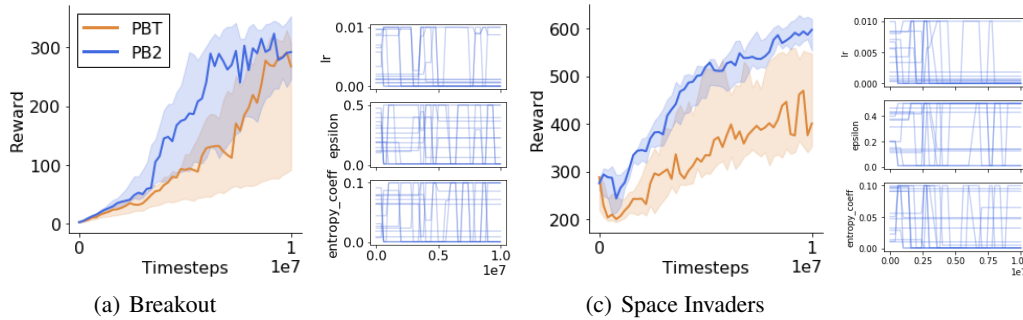 PBT
PB2
Reward
300
200
100
0
0
1
Timesteps
1e7
lr
0.01
0.00
epsilon
0.5
0.0
entropy_coeff
0.1
0.0
0.0 0.5 1.0
1e7
(a) Breakout
Reward
600
500
400
300
200
0
1
Timesteps
1e7
lr
0.010
0.005
0.000
epsilon
0.4
0.2
0.0
entropy_coeff
0.10
0.05
0.00
0.00 0.25 0.50 0.75 1.00
(c) Space Invaders